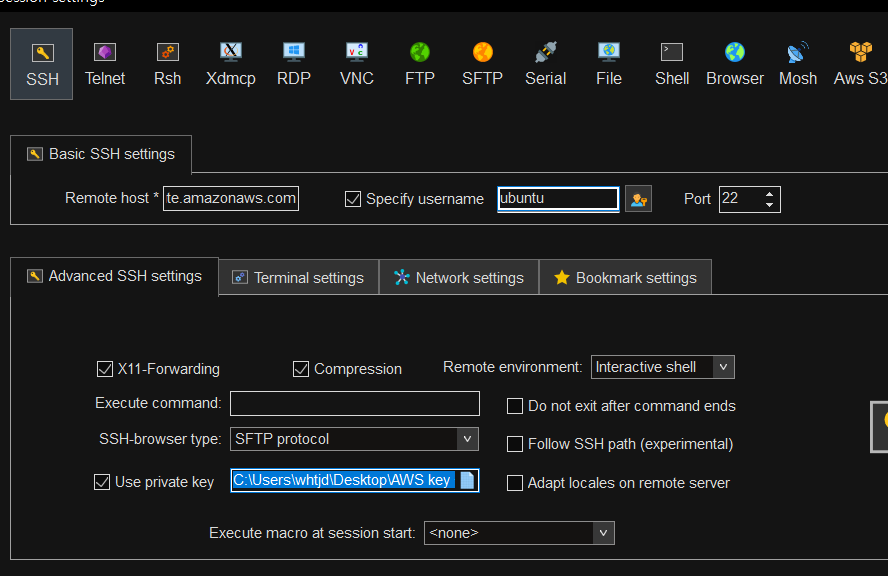 Session settings
SSH Telnet Rsh Xdmcp RDP VNC FTP SFTP Serial File Shell Browser Mosh Aws S3
Basic SSH settings
Remote host * te.amazonaws.com Specify username ubuntu Port 22
Advanced SSH settings Terminal settings Network settings Bookmark settings
X11-Forwarding Compression Remote environment: Interactive shell
Execute command: Do not exit after command ends
SSH-browser type: SFTP protocol Follow SSH path (experimental)
Use private key C:\Users\whtjd\Desktop\AWS key Adapt locales on remote server
Execute macro at session start: <none>